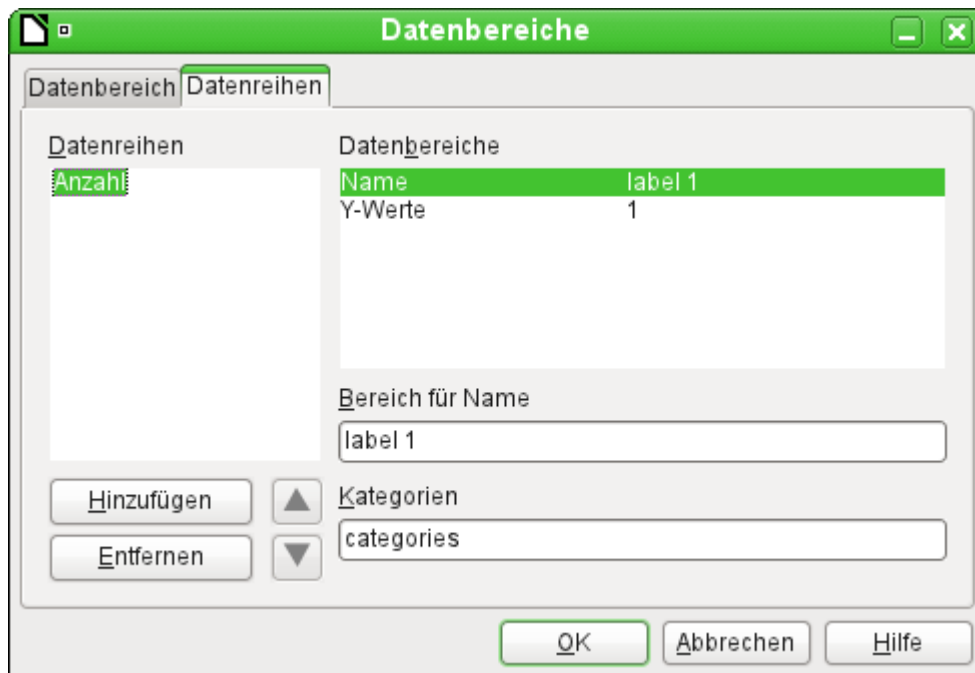 Datenbereiche
Datenbereich Datenreihen
Datenreihen
Anzahl
Hinzufügen
Entfernen
Datenbereiche
Name label 1
Y-Werte 1
Bereich für Name
label 1
Kategorien
categories
OK Abbrechen Hilfe